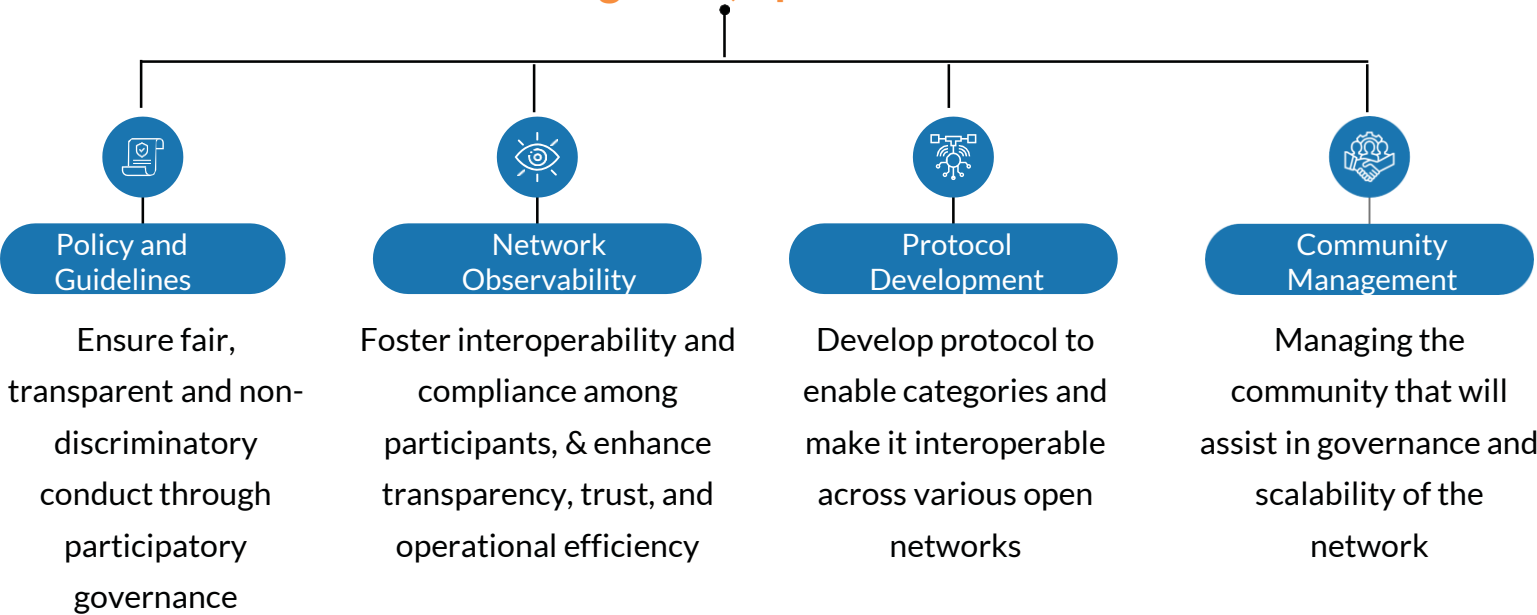 Policy and
Guidelines
Ensure fair,
transparent and non-
discriminatory
conduct through
participatory
governance
Network
Observability
Foster interoperability and
compliance among
participants, & enhance
transparency, trust, and
operational efficiency
Protocol
Development
Develop protocol to
enable categories and
make it interoperable
across various open
networks
Community
Management
Managing the
community that will
assist in governance and
scalability of the
network